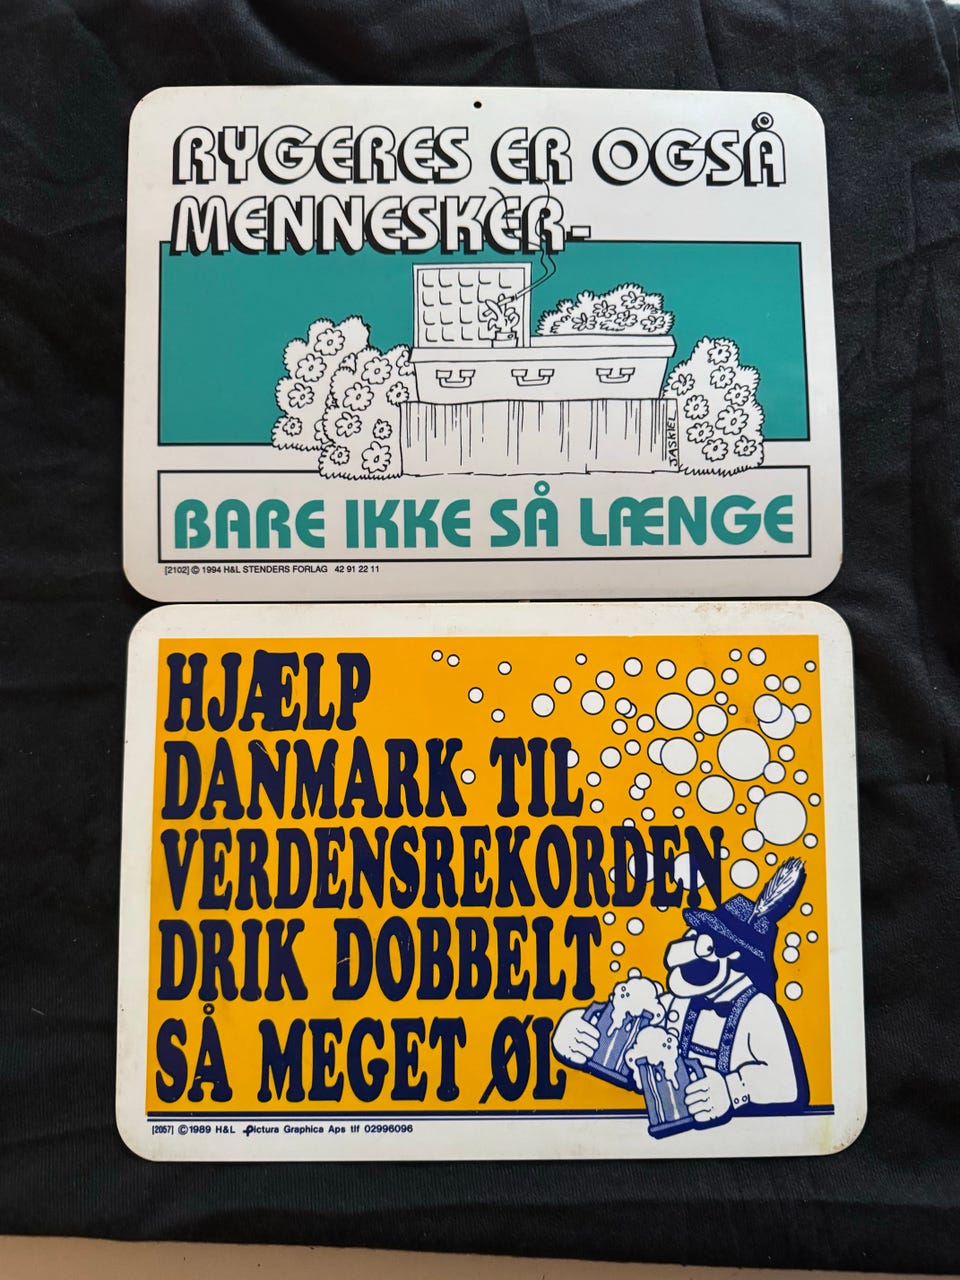 RYGERES ER OGSÅ
MENNESKER-
JASKIEL
BARE IKKE SÅ LÆNGE
[2102] © 1994 H&L STENDERS FORLAG 42 91 22 11
HJÆLP
DANMARK TIL
VERDENSREKORDEN
DRIK DOBBELT
SÅ MEGET ØL
[2057] ©1989 H&L Pictura Graphica Aps tlf 02996096